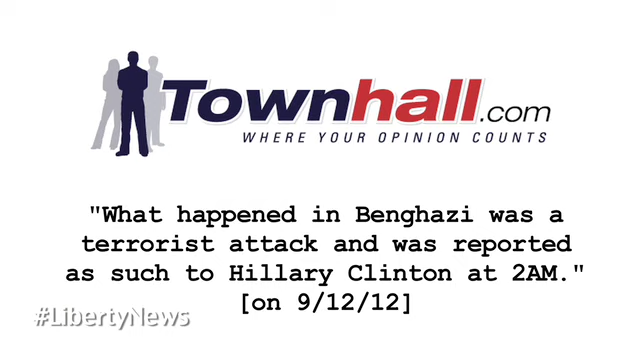 Townhall.com
WHERE YOUR OPINION COUNTS
"What happened in Benghazi was a
terrorist attack and was reported
as such to Hillary Clinton at 2AM."
[on 9/12/12]
#LibertyNews